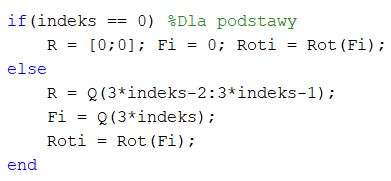 if(indeks == 0) %Dla podstawy
    R = [0;0]; Fi = 0; Roti = Rot(Fi);
else
    R = Q(3*indeks-2:3*indeks-1);
    Fi = Q(3*indeks);
    Roti = Rot(Fi);
end